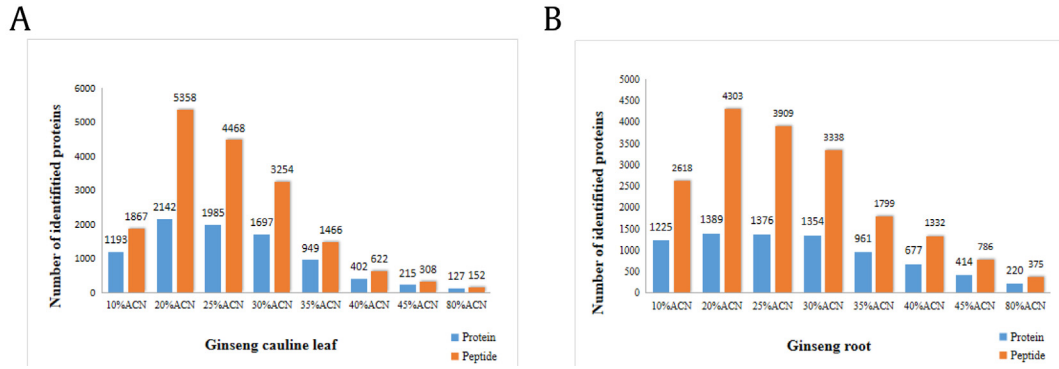 A
Number of identifitied proteins
6000
5000
4000
3000
2000
1000
0
1193 1867
2142 5358
1985 4468
1697 3254
949 1466
402 622
215 308
127 152
10%ACN 20%ACN 25%ACN 30%ACN 35%ACN 40%ACN 45%ACN 80%ACN
Ginseng cauline leaf
Protein
Peptide
B
Number of identifitied proteins
5000
4500
4000
3500
3000
2500
2000
1500
1000
500
0
1225 2618
1389 4303
1376 3909
1354 3338
961 1799
677 1332
414 786
220 375
10%ACN 20%ACN 25%ACN 30%ACN 35%ACN 40%ACN 45%ACN 80%ACN
Ginseng root
Protein
Peptide